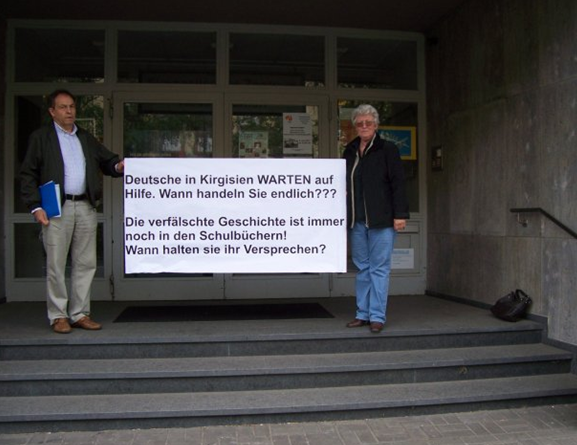 Deutsche in Kirgisien WARTEN auf
Hilfe. Wann handeln Sie endlich???
Die verfälschte Geschichte ist immer
noch in den Schulbüchern!
Wann halten sie ihr Versprechen?